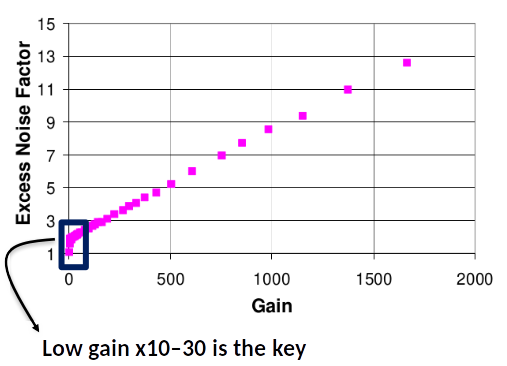 15
13
11
9
7
5
3
1
Excess Noise Factor
0 500 1000 1500 2000
Gain
Low gain x10–30 is the key